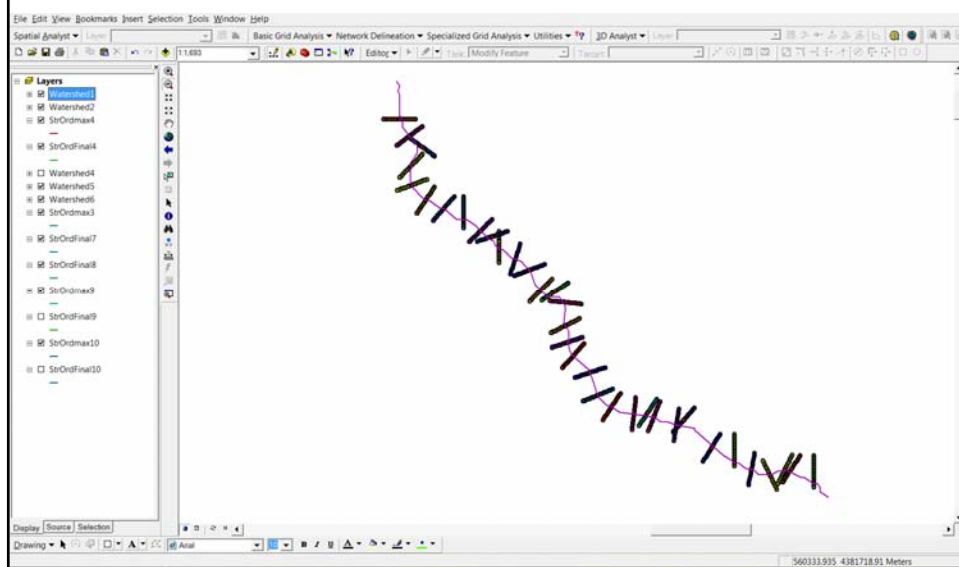 File Edit View Bookmarks Insert Selection Tools Window Help
Spatial Analyst Layer: Basic Grid Analysis Network Delineation Specialized Grid Analysis Utilities 3D Analyst Layer:
1:1,693 Editor Task: Modify Feature Target:
Layers
Watershed1
Watershed2
StrOrdmax4
StrOrdFinal4
Watershed4
Watershed5
Watershed6
StrOrdmax3
StrOrdFinal7
StrOrdFinal8
StrOrdmax9
StrOrdFinal9
StrOrdmax10
StrOrdFinal10
Display Source Selection
Drawing A Arial 10 B I U A
560333.935 4381718.91 Meters